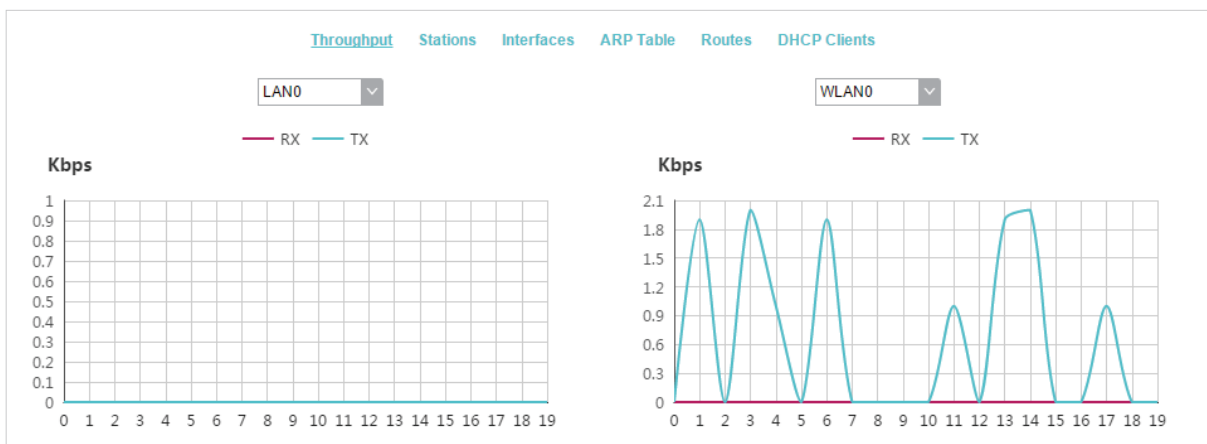 Throughput Stations Interfaces ARP Table Routes DHCP Clients
LAN0
RX TX
Kbps
1
0.9
0.8
0.7
0.6
0.5
0.4
0.3
0.2
0.1
0
0 1 2 3 4 5 6 7 8 9 10 11 12 13 14 15 16 17 18 19
WLAN0
RX TX
Kbps
2.1
1.8
1.5
1.2
0.9
0.6
0.3
0
0 1 2 3 4 5 6 7 8 9 10 11 12 13 14 15 16 17 18 19